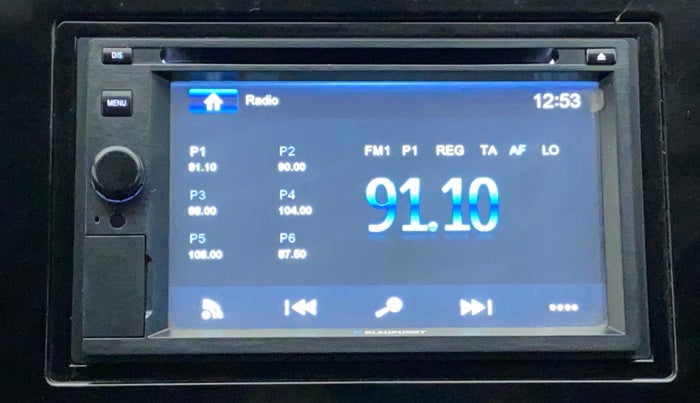 DIS
MENU
Radio
12:53
P1
91.10
P2
90.00
P3
98.00
P4
104.00
P5
108.00
P6
87.50
FM1 P1 REG TA AF LO
91.10
BLAUPUNKT